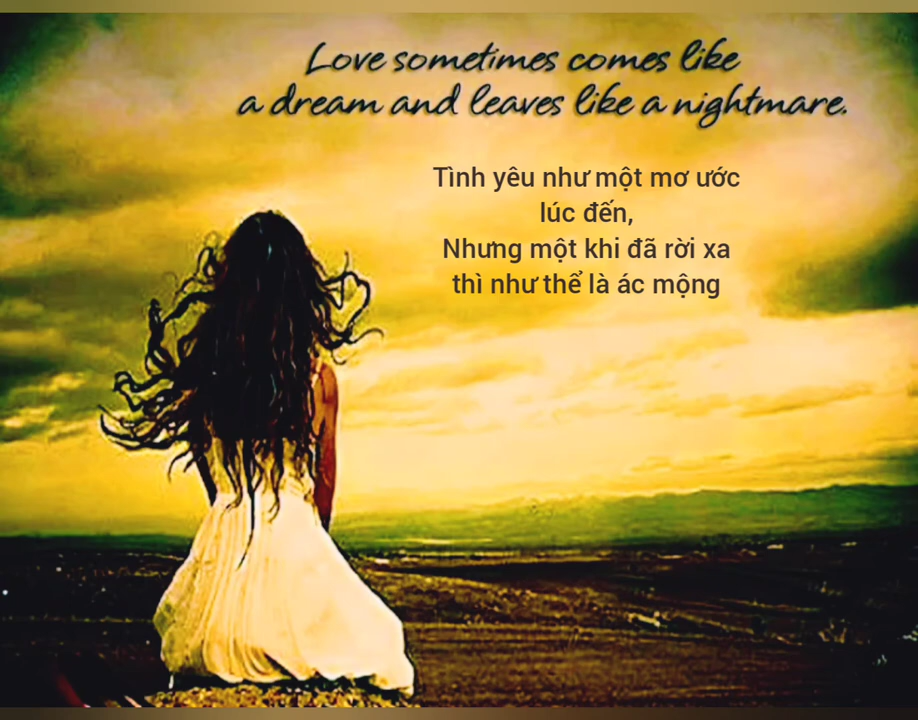 Love sometimes comes like
a dream and leaves like a nightmare.
Tình yêu như một mơ ước
lúc đến,
Nhưng một khi đã rời xa
thì như thể là ác mộng